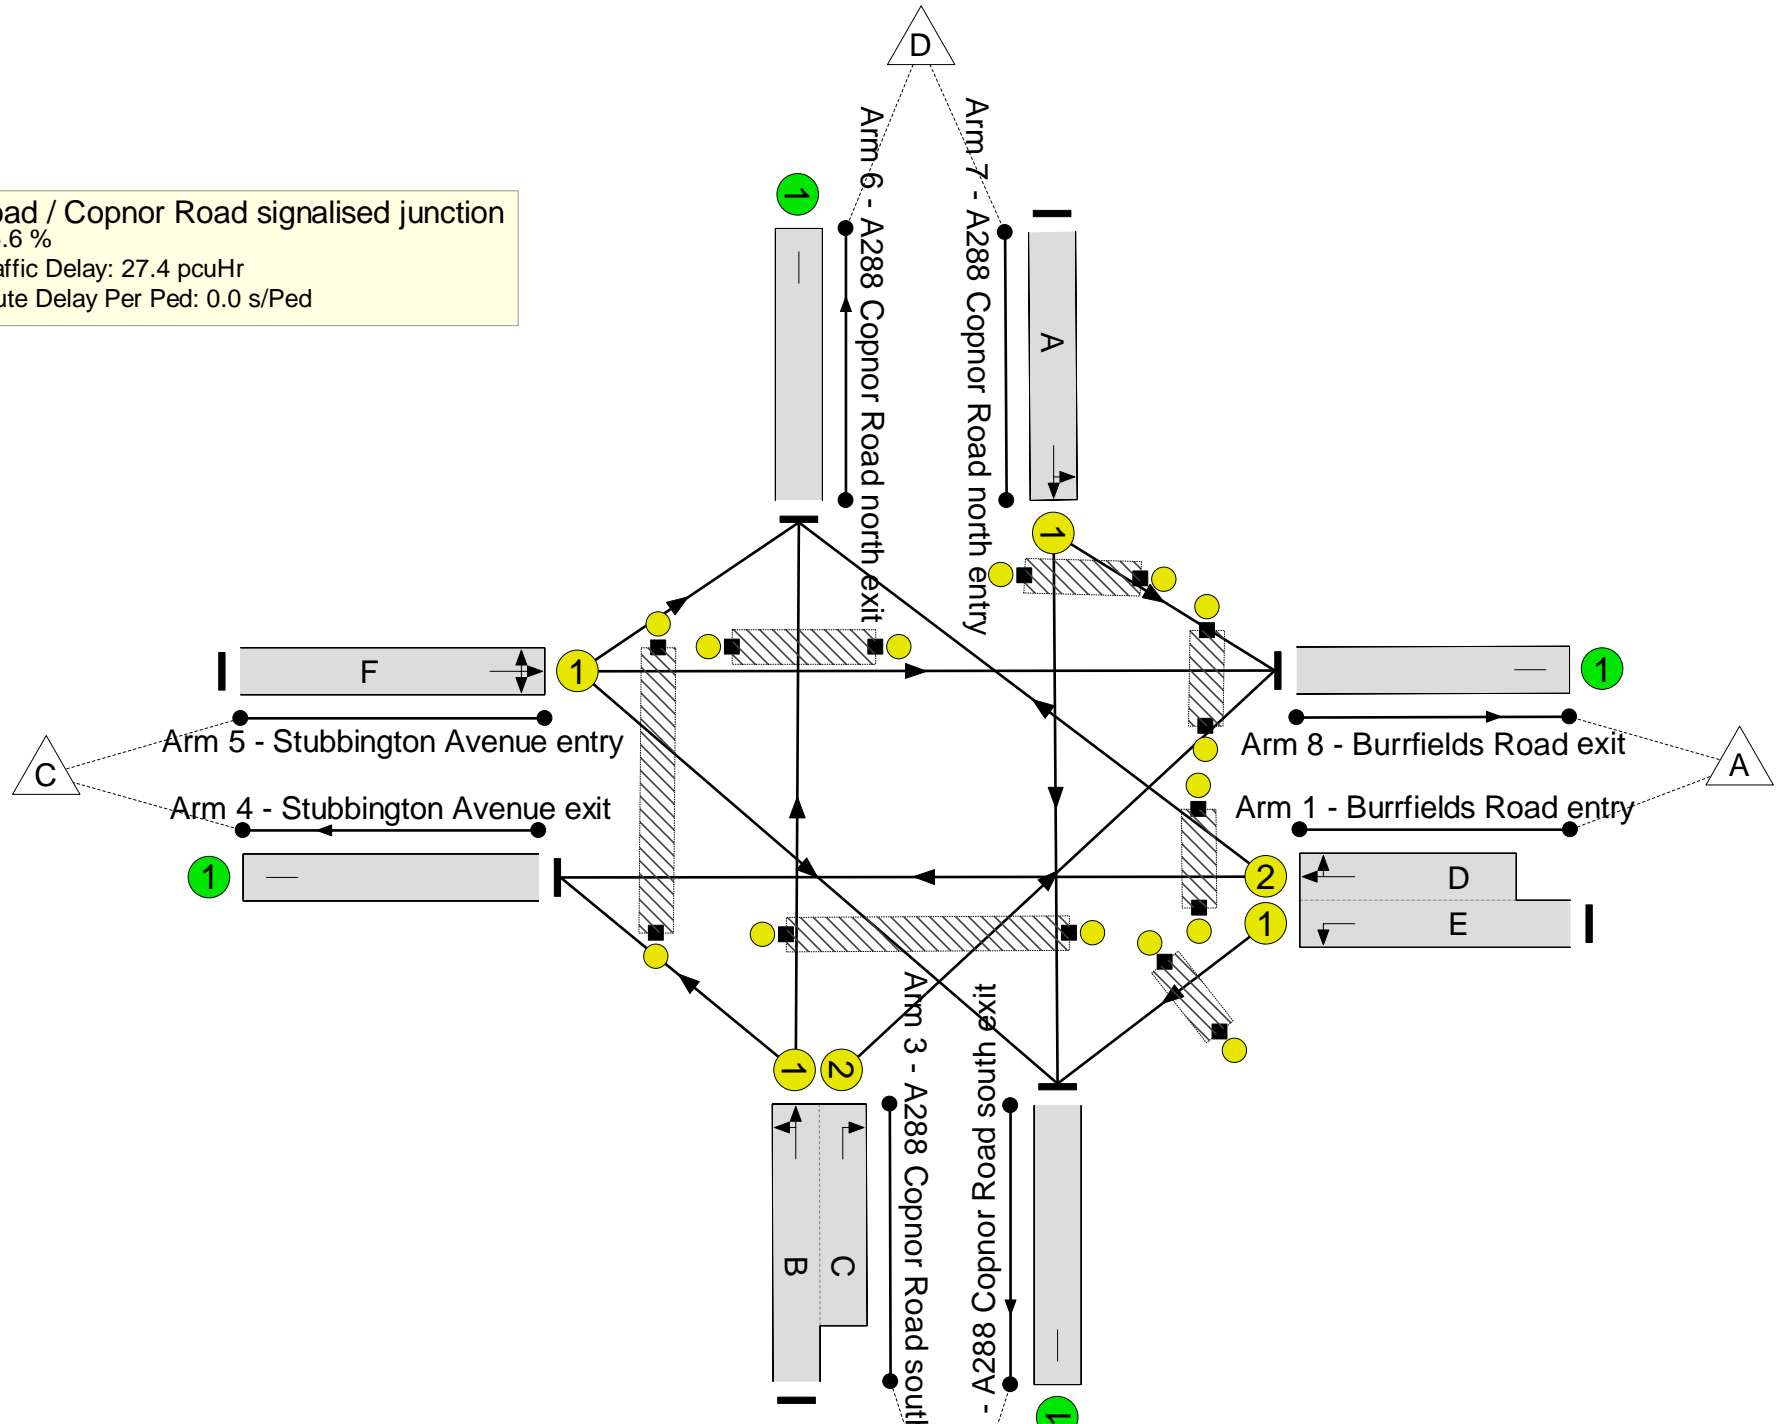 D
Arm 6 - A288 Copnor Road north exit
Arm 7 - A288 Copnor Road north entry
1
oad / Copnor Road signalised junction
.6 %
affic Delay: 27.4 pcuHr
ute Delay Per Ped: 0.0 s/Ped
A
1
F
1
1
Arm 5 - Stubbington Avenue entry
Arm 8 - Burrfields Road exit
C
A
Arm 4 - Stubbington Avenue exit
Arm 1 - Burrfields Road entry
1
2
D
1
E
1
2
Arm 3 - A288 Copnor Road south
- A288 Copnor Road south exit
B
C
1